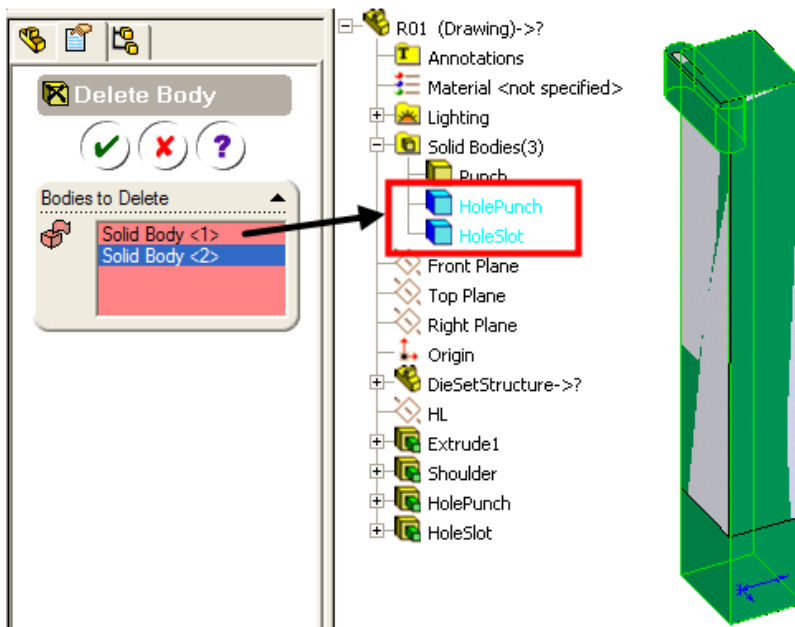 Delete Body
?
Bodies to Delete
Solid Body <1>
Solid Body <2>
R01 (Drawing)->?
Annotations
Material <not specified>
Lighting
Solid Bodies(3)
Punch
HolePunch
HoleSlot
Front Plane
Top Plane
Right Plane
Origin
DieSetStructure->?
HL
Extrude1
Shoulder
HolePunch
HoleSlot